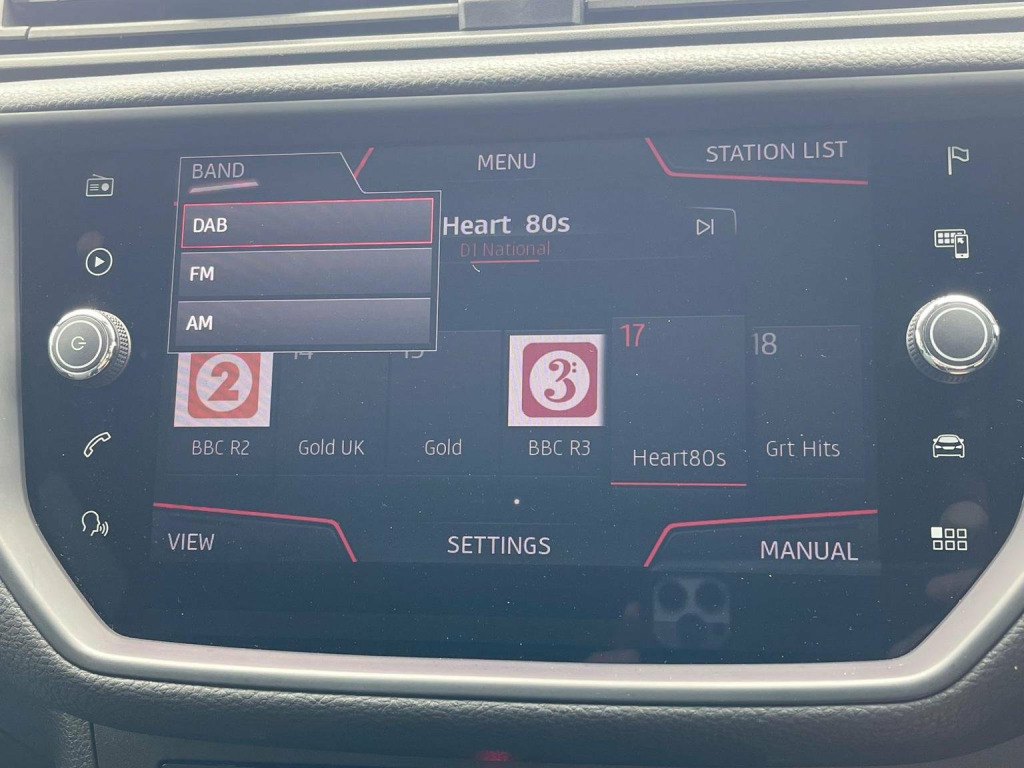 BAND
MENU
STATION LIST
DAB
Heart 80s
D1 National
FM
AM
17
18
2
3:
BBC R2
Gold UK
Gold
BBC R3
Heart80s
Grt Hits
VIEW
SETTINGS
MANUAL